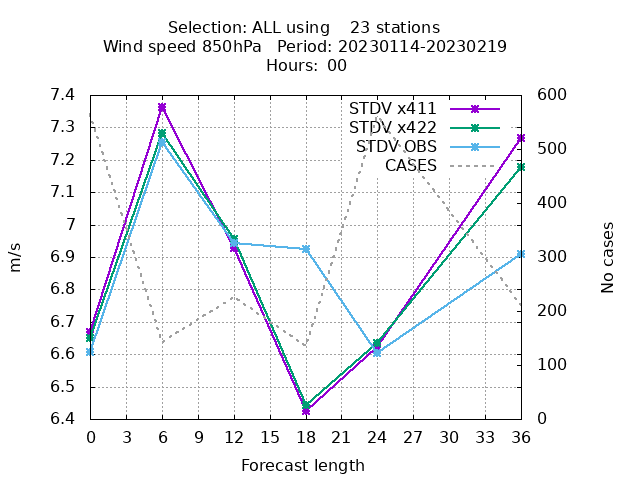 Selection: ALL using    23 stations
Wind speed 850hPa   Period: 20230114-20230219
Hours: 00
7.4
7.3
7.2
7.1
7
6.9
6.8
6.7
6.6
6.5
6.4
m/s
STDV x411
STDV x422
STDV OBS
CASES
600
500
400
300
200
100
0
No cases
0 3 6 9 12 15 18 21 24 27 30 33 36
Forecast length